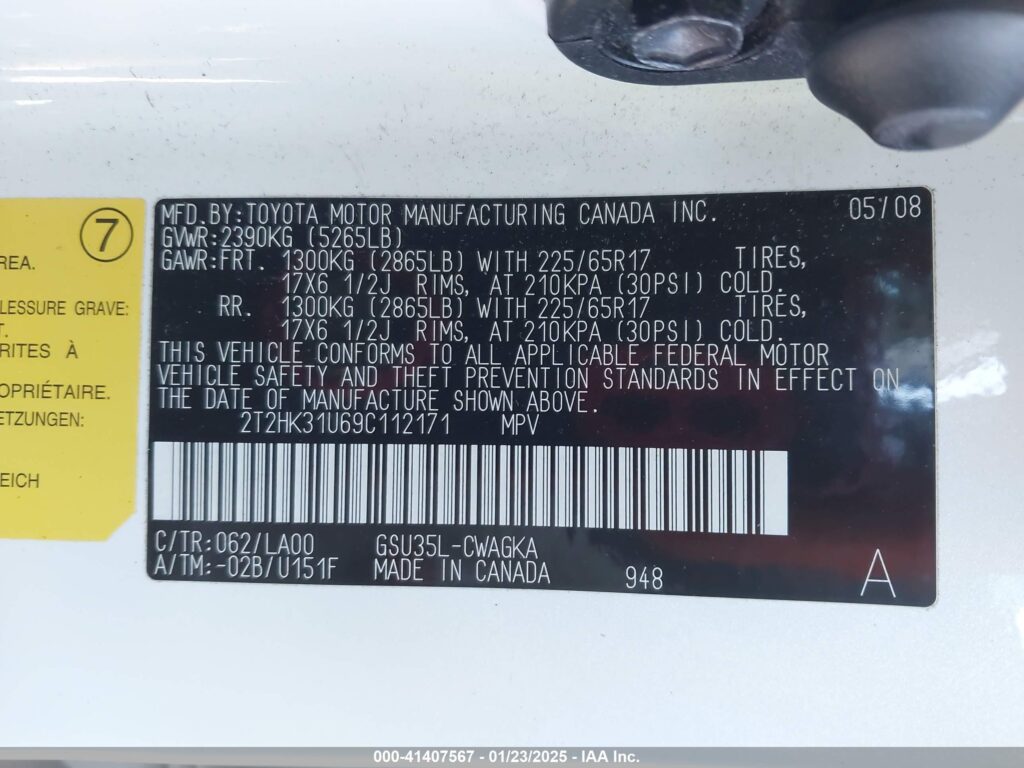 7
REA.
LESSURE GRAVE:
T.
RITES À
OPRIÉTAIRE.
ETZUNGEN:
EICH
MFD.BY:TOYOTA MOTOR MANUFACTURING CANADA INC. 05/08
GVWR:2390KG (5265LB)
GAWR:FRT. 1300KG (2865LB) WITH 225/65R17 TIRES,
17X6 1/2J RIMS, AT 210KPA (30PSI) COLD.
RR. 1300KG (2865LB) WITH 225/65R17 TIRES,
17X6 1/2J RIMS, AT 210KPA (30PSI) COLD.
THIS VEHICLE CONFORMS TO ALL APPLICABLE FEDERAL MOTOR
VEHICLE SAFETY AND THEFT PREVENTION STANDARDS IN EFFECT ON
THE DATE OF MANUFACTURE SHOWN ABOVE.
2T2HK31U69C112171 MPV
C/TR:062/LA00 GSU35L-CWAGKA
A/TM:-02B/U151F MADE IN CANADA 948 A
000-41407567 - 01/23/2025 - IAA Inc.